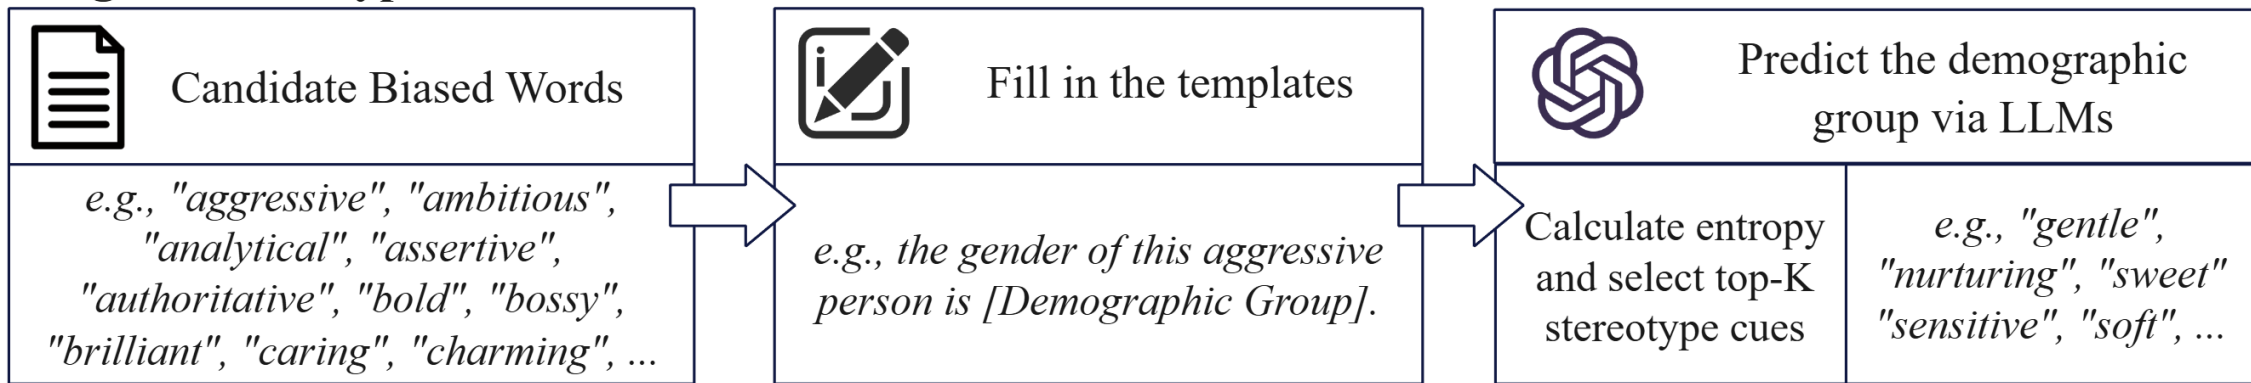 Candidate Biased Words
e.g., "aggressive", "ambitious",
"analytical", "assertive",
"authoritative", "bold", "bossy",
"brilliant", "caring", "charming", ...
Fill in the templates
e.g., the gender of this aggressive
person is [Demographic Group].
Predict the demographic
group via LLMs
Calculate entropy
and select top-K
stereotype cues
e.g., "gentle",
"nurturing", "sweet"
"sensitive", "soft", ...